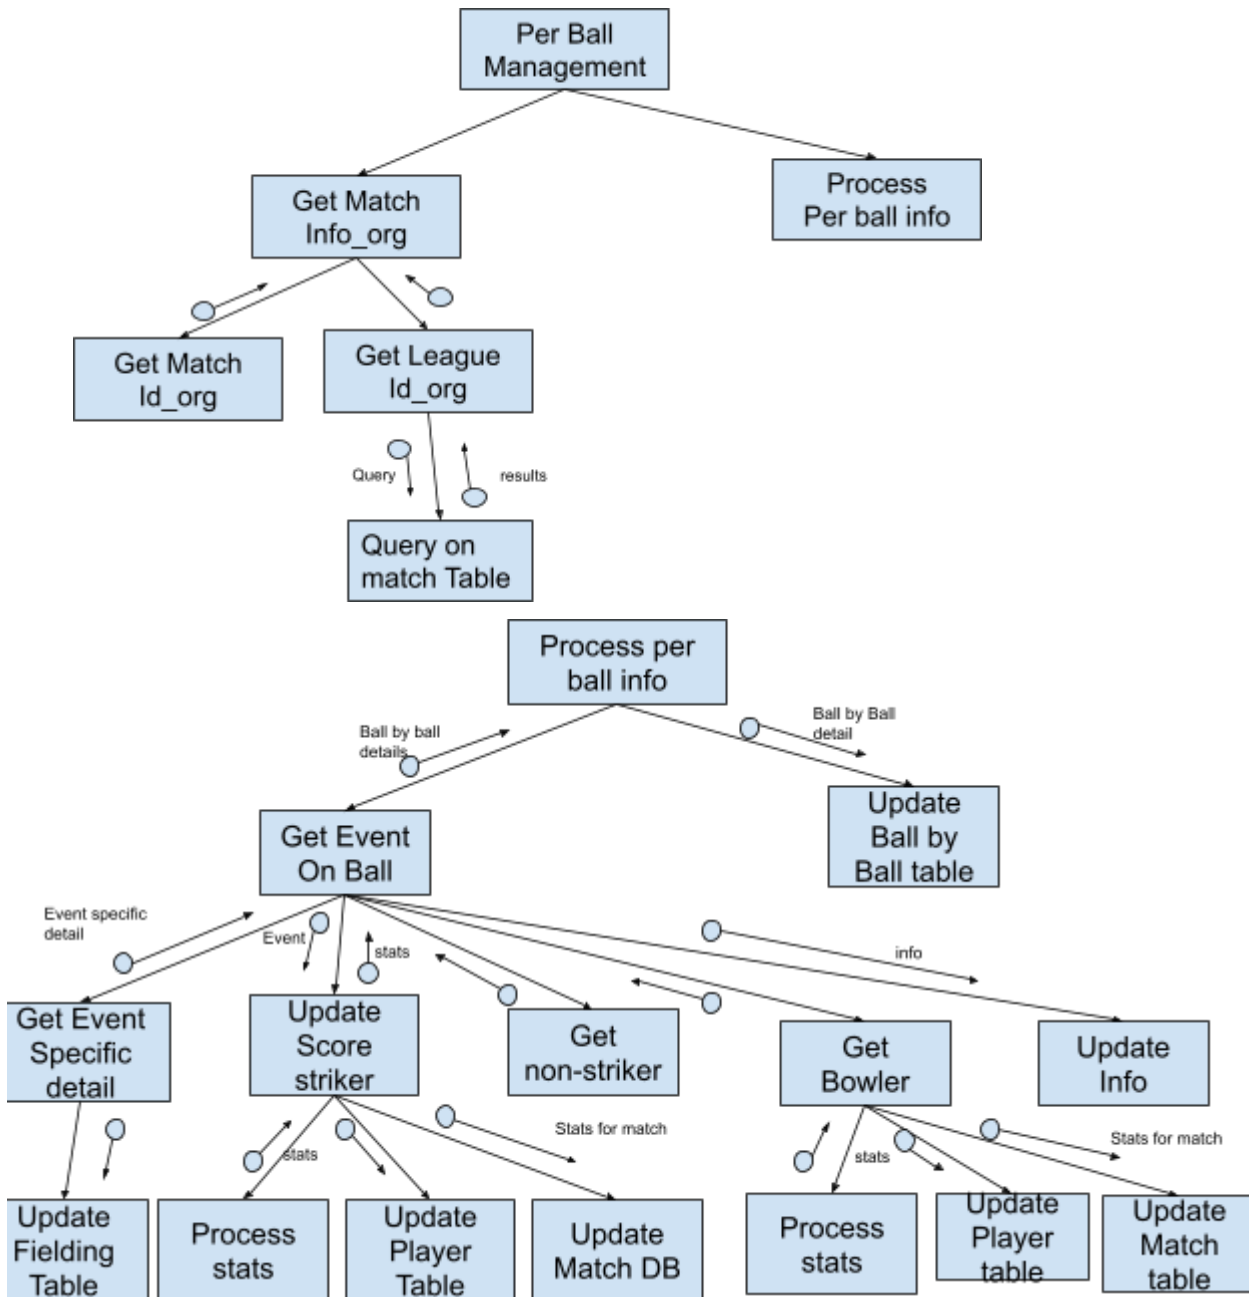 Per Ball
Management
Process
Per ball info
Get Match
Info_org
Get Match
Id_org
Get League
Id_org
Query
results
Query on
match Table
Process per
ball info
Ball by ball
details
Ball by Ball
detail
Update
Ball by
Ball table
Get Event
On Ball
Event specific
detail
Event
stats
info
Get Event
Specific
detail
Update
Score
striker
Get
non-striker
Get
Bowler
Update
Info
stats
Stats for match
stats
Stats for match
Update
Fielding
Table
Process
stats
Update
Player
Table
Update
Match DB
Process
stats
Update
Player
table
Update
Match
table